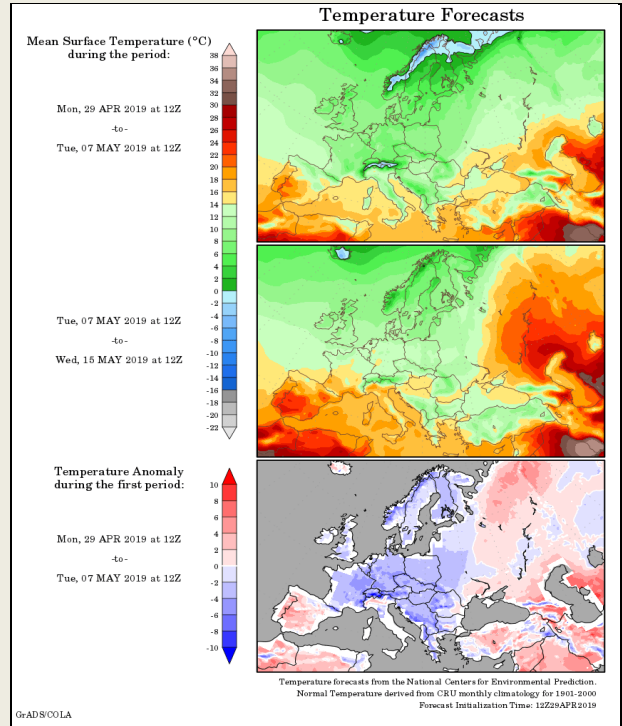 Temperature Forecasts
Mean Surface Temperature (°C)
during the period:
Mon, 29 APR 2019 at 12Z
-to-
Tue, 07 MAY 2019 at 12Z
38
36
34
32
30
28
26
24
22
20
18
16
14
12
10
8
6
4
2
0
-2
-4
-6
-8
-10
-12
-14
-16
-18
-20
-22
Tue, 07 MAY 2019 at 12Z
-to-
Wed, 15 MAY 2019 at 12Z
Temperature Anomaly
during the first period:
Mon, 29 APR 2019 at 12Z
-to-
Tue, 07 MAY 2019 at 12Z
10
8
6
4
2
0
-2
-4
-6
-8
-10
Temperature forecasts from the National Centers for Environmental Prediction.
Normal Temperature derived from CRU monthly climatology for 1901-2000
Forecast Initialization Time: 12Z29APR2019
GrADS/COLA